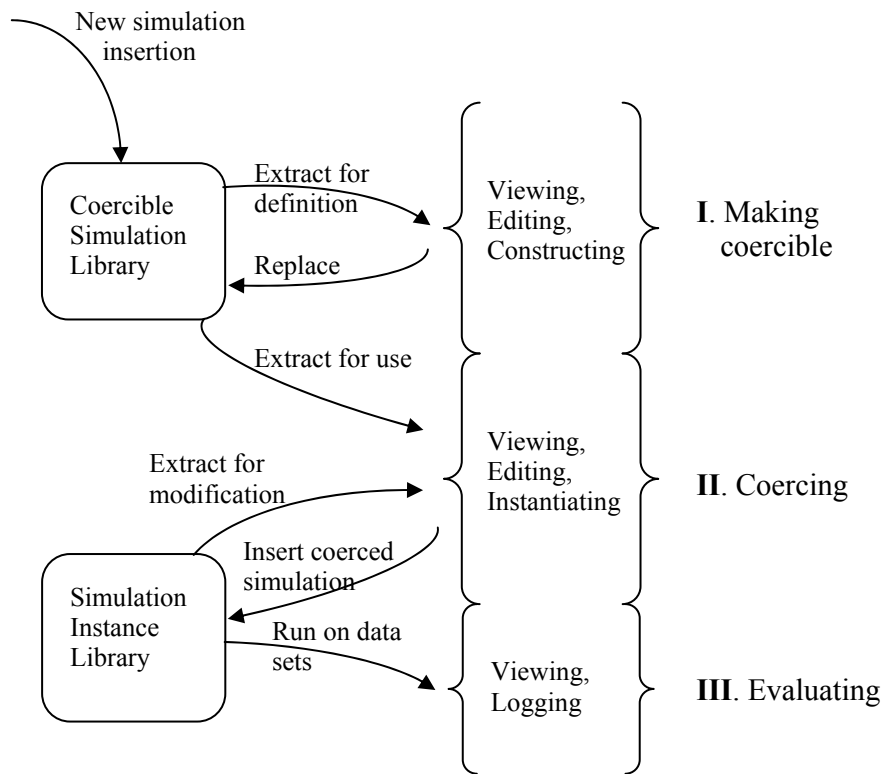 New simulation
insertion
Coercible
Simulation
Library
Extract for
definition
Replace
Viewing,
Editing,
Constructing
I. Making
coercible
Extract for use
Extract for
modification
Viewing,
Editing,
Instantiating
II. Coercing
Insert coerced
simulation
Simulation
Instance
Library
Run on data
sets
Viewing,
Logging
III. Evaluating